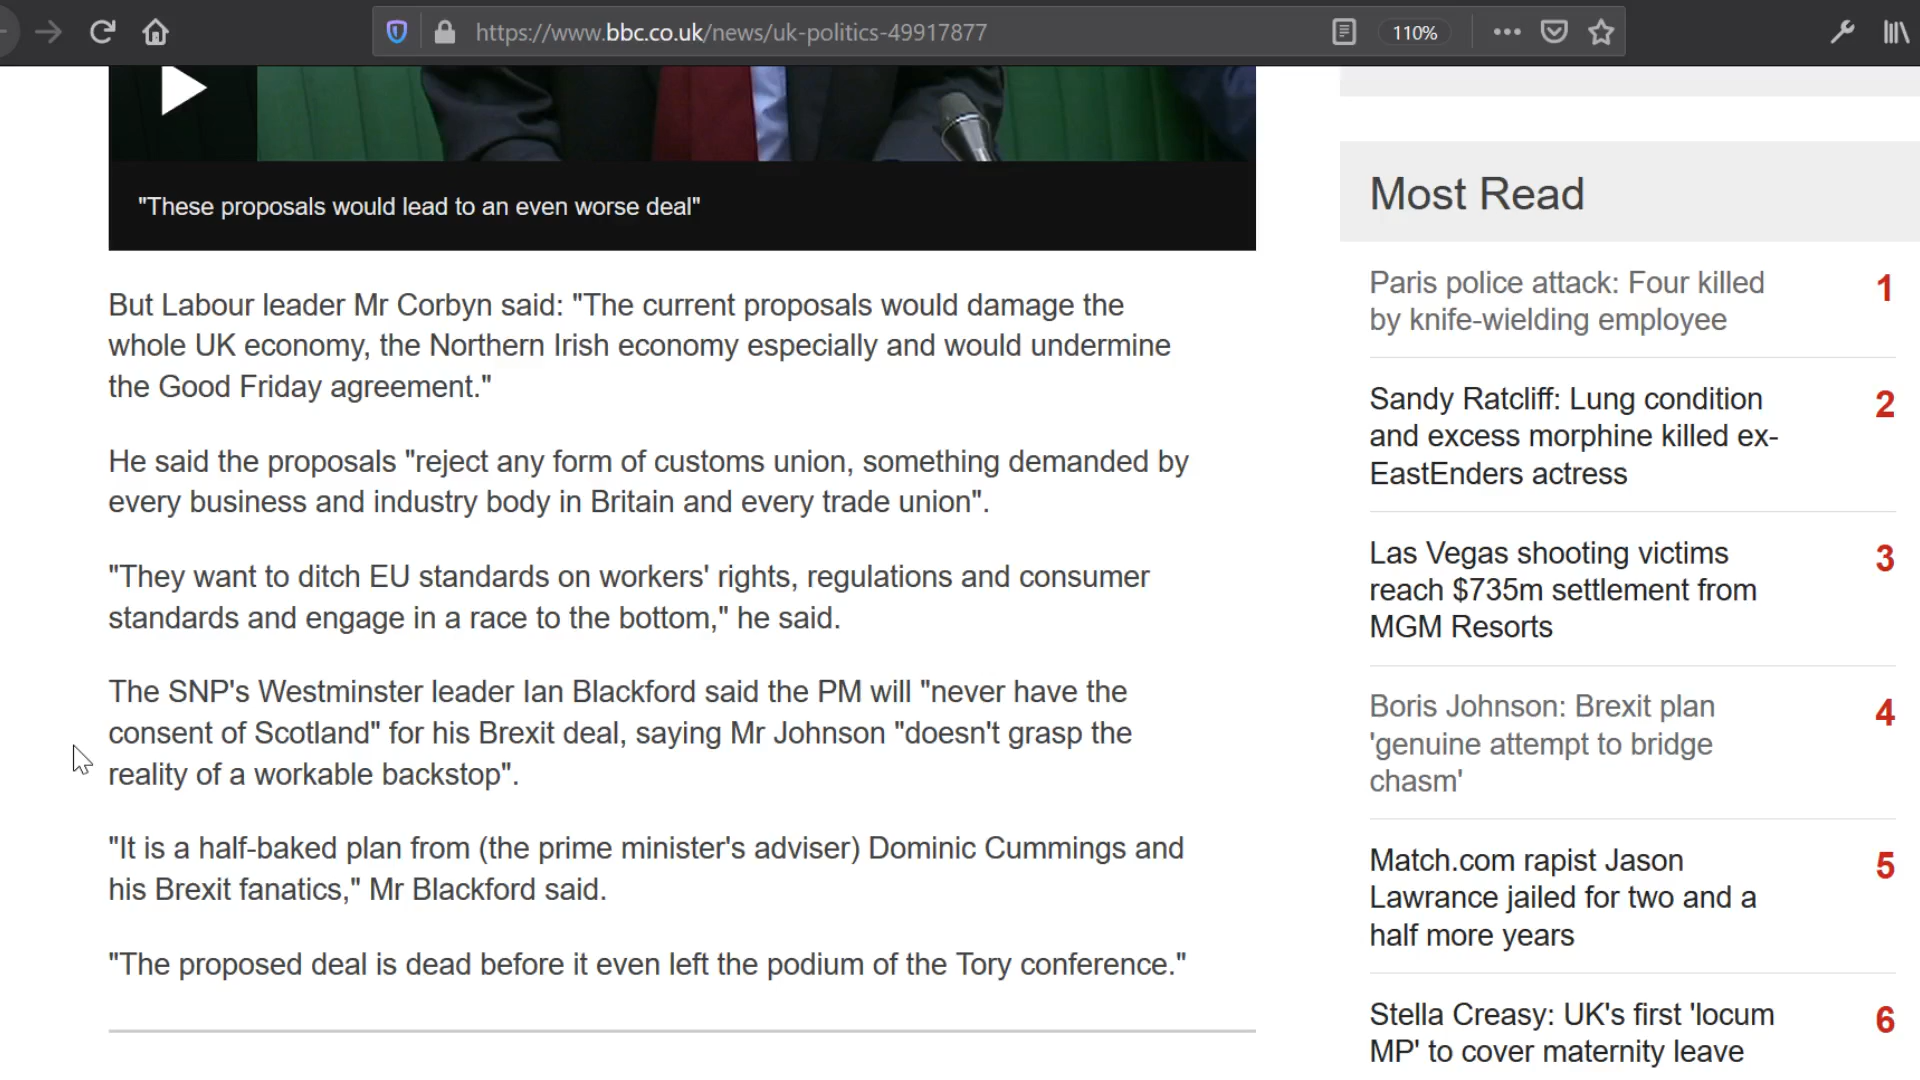 https://www.bbc.co.uk/news/uk-politics-49917877
110%
"These proposals would lead to an even worse deal"
But Labour leader Mr Corbyn said: "The current proposals would damage the
whole UK economy, the Northern Irish economy especially and would undermine
the Good Friday agreement."
He said the proposals "reject any form of customs union, something demanded by
every business and industry body in Britain and every trade union".
"They want to ditch EU standards on workers' rights, regulations and consumer
standards and engage in a race to the bottom," he said.
The SNP's Westminster leader Ian Blackford said the PM will "never have the
consent of Scotland" for his Brexit deal, saying Mr Johnson "doesn't grasp the
reality of a workable backstop".
"It is a half-baked plan from (the prime minister's adviser) Dominic Cummings and
his Brexit fanatics," Mr Blackford said.
"The proposed deal is dead before it even left the podium of the Tory conference."
Most Read
Paris police attack: Four killed
by knife-wielding employee
1
Sandy Ratcliff: Lung condition
and excess morphine killed ex-
EastEnders actress
2
Las Vegas shooting victims
reach $735m settlement from
MGM Resorts
3
Boris Johnson: Brexit plan
'genuine attempt to bridge
chasm'
4
Match.com rapist Jason
Lawrance jailed for two and a
half more years
5
Stella Creasy: UK's first 'locum
MP' to cover maternity leave
6